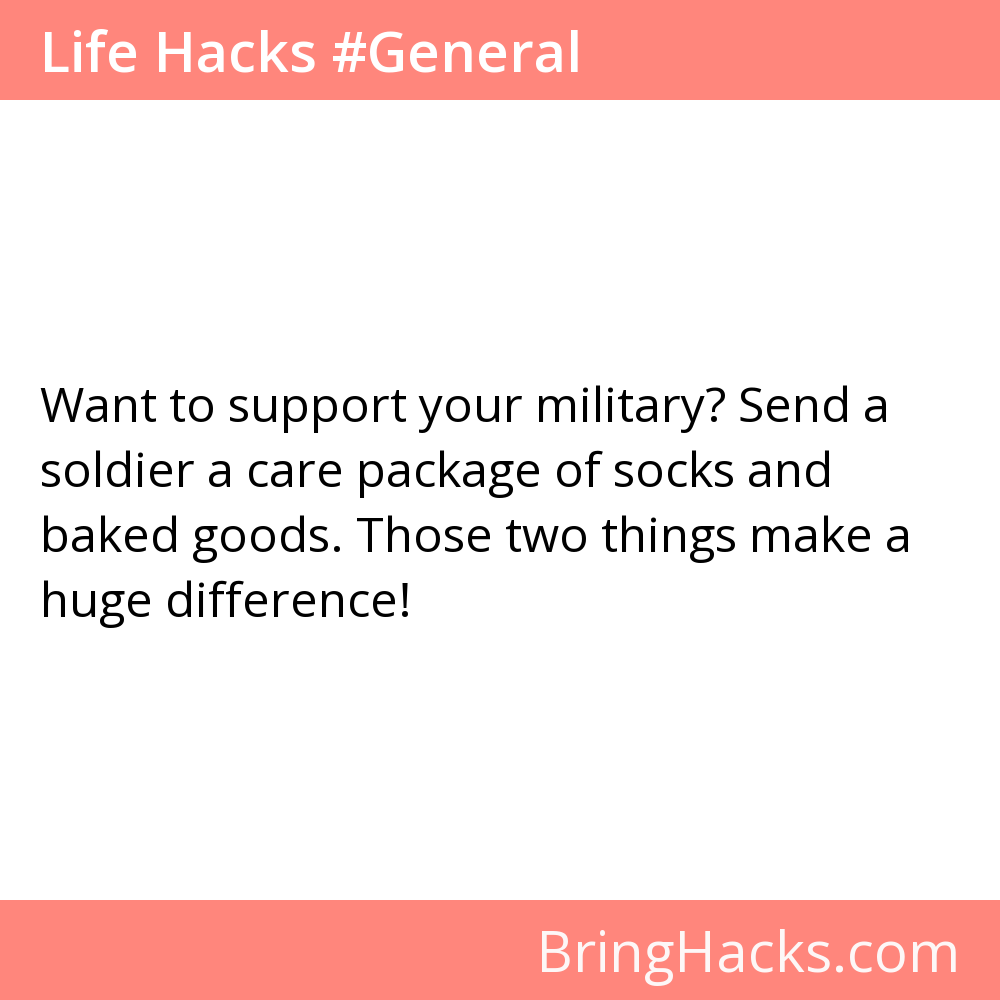 Life Hacks #General
Want to support your military? Send a
soldier a care package of socks and
baked goods. Those two things make a
huge difference!
BringHacks.com